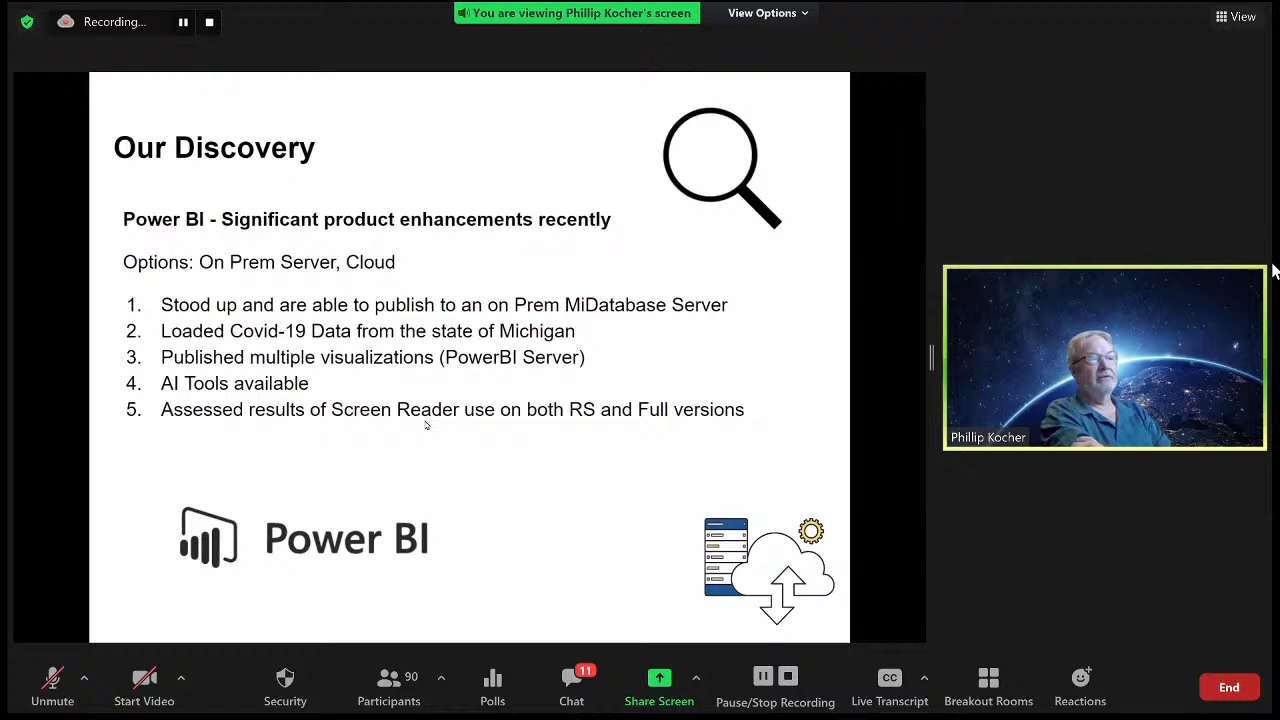 Recording...
You are viewing Phillip Kocher's screen
View Options
View
Our Discovery
Power BI - Significant product enhancements recently
Options: On Prem Server, Cloud
1. Stood up and are able to publish to an on Prem MiDatabase Server
2. Loaded Covid-19 Data from the state of Michigan
3. Published multiple visualizations (PowerBI Server)
4. AI Tools available
5. Assessed results of Screen Reader use on both RS and Full versions
Phillip Kocher
Power BI
90
11
CC
Unmute
Start Video
Security
Participants
Polls
Chat
Share Screen
Pause/Stop Recording
Live Transcript
Breakout Rooms
Reactions
End